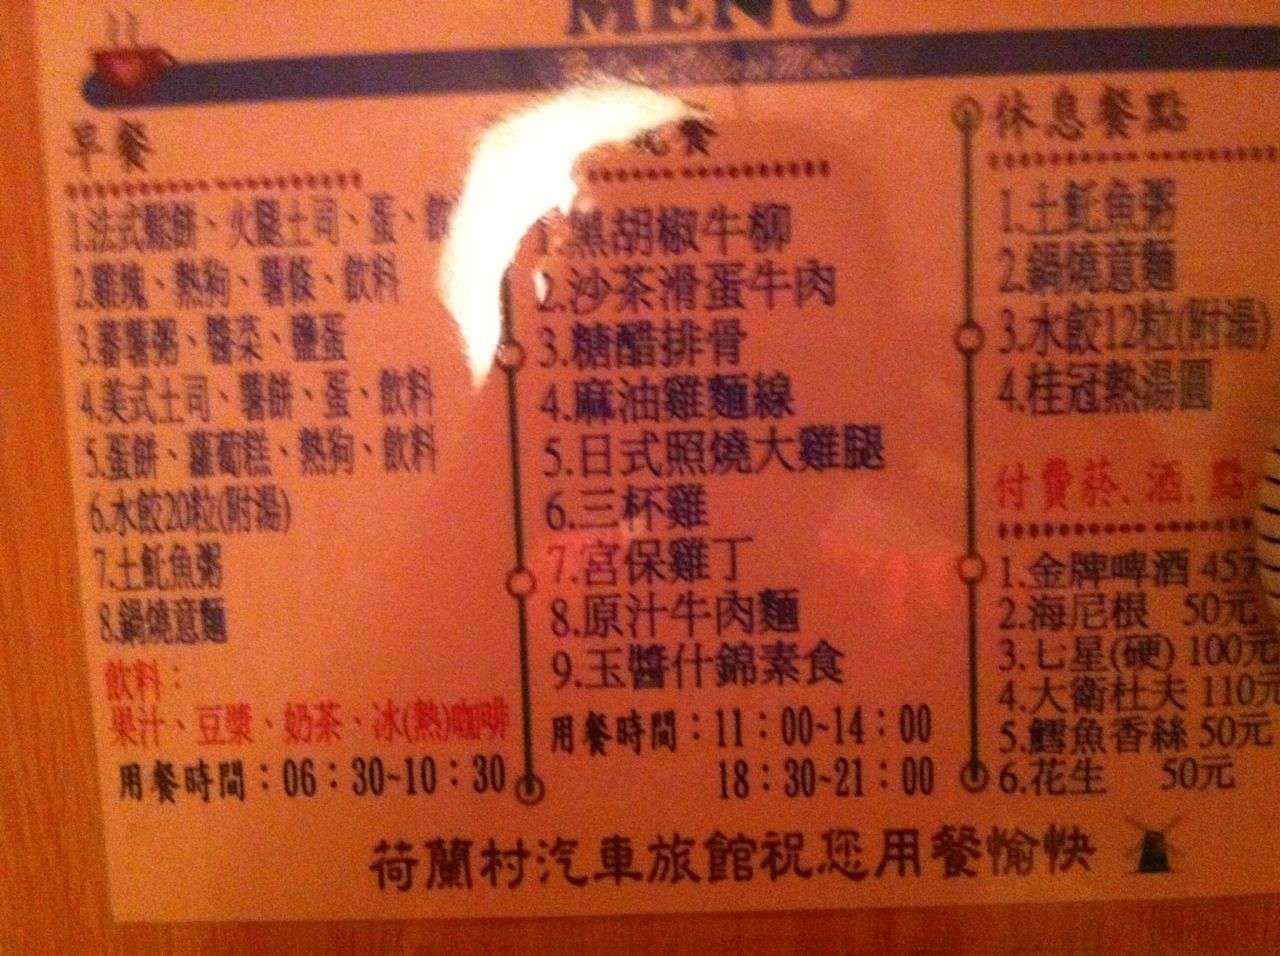 MENU
早餐
1.法式鬆餅、火腿土司、蛋、飲
2.雞塊、熱狗、薯條、飲料
3.蕃薯粥、醬菜、鹽蛋
4.美式土司、薯餅、蛋、飲料
5.蛋餅、蘿蔔糕、熱狗、飲料
6.水餃20粒(附湯)
7.土魠魚粥
8.鍋燒意麵
飲料：
果汁、豆漿、奶茶、冰(熱)咖啡
用餐時間：06：30~10：30
晚餐
1.黑胡椒牛柳
2.沙茶滑蛋牛肉
3.糖醋排骨
4.麻油雞麵線
5.日式照燒大雞腿
6.三杯雞
7.宮保雞丁
8.原汁牛肉麵
9.玉醬什錦素食
用餐時間：11：00~14：00
18：30~21：00
休息餐點
1.土魠魚粥
2.鍋燒意麵
3.水餃12粒(附湯)
4.桂冠熱湯圓
付費菸、酒、點
1.金牌啤酒 45元
2.海尼根 50元
3.七星(硬) 100元
4.大衛杜夫 110元
5.鱈魚香絲 50元
6.花生 50元
荷蘭村汽車旅館祝您用餐愉快